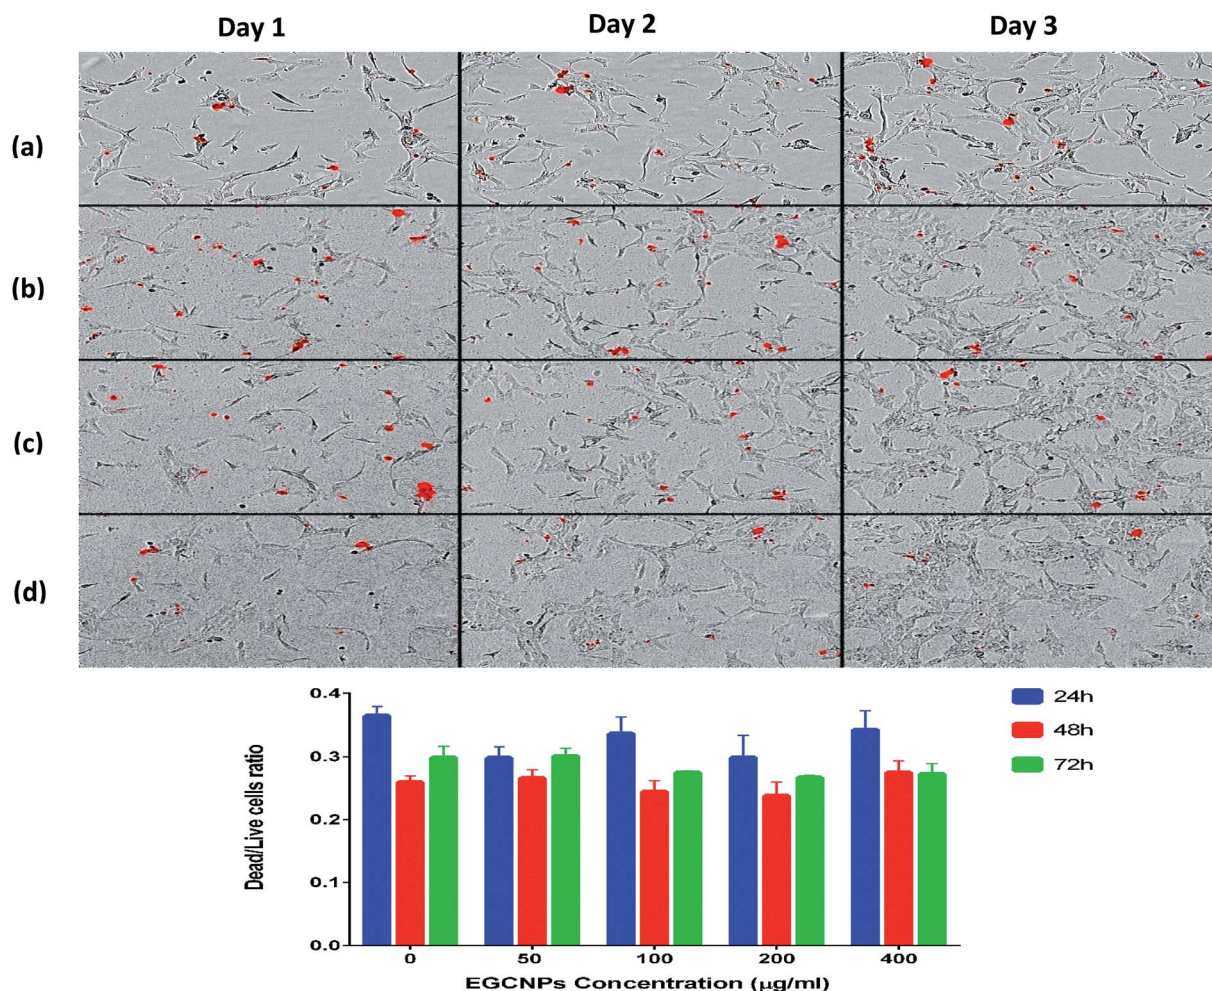 Day 1 Day 2 Day 3
(a)
(b)
(c)
(d)
0.4
0.3
0.2
0.1
0.0
Dead/Live cells ratio
24h
48h
72h
0 50 100 200 400
EGCNPs Concentration (µg/ml)